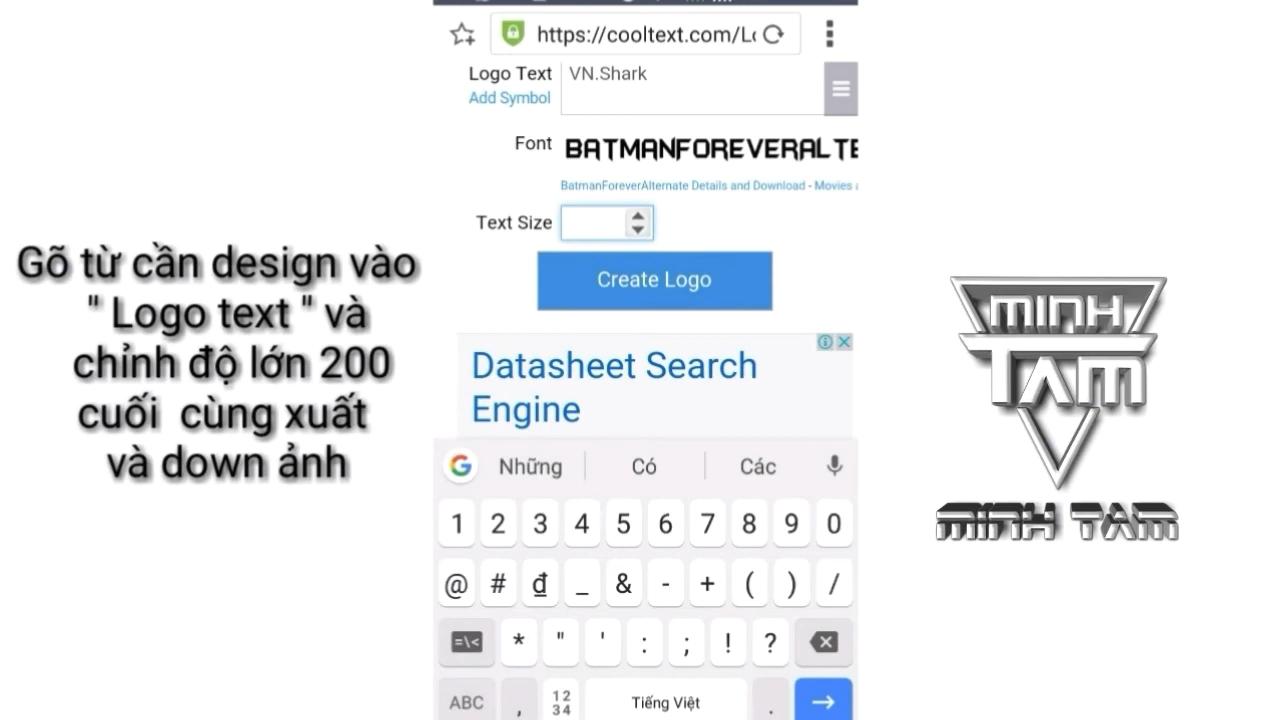 Gõ từ cần design vào
" Logo text " và
chỉnh độ lớn 200
cuối cùng xuất
và down ảnh
https://cooltext.com/Lo
Logo Text VN.Shark
Add Symbol
Font BATMANFOREVERALTE
BatmanForeverAlternate Details and Download - Movies
Text Size
Create Logo
Datasheet Search
Engine
Những Có Các
1 2 3 4 5 6 7 8 9 0
@ # đ _ & - + ( ) /
=\< * " ' : ; ! ?
ABC , 12 34 Tiếng Việt .
MINH
TAM
MINH TAM